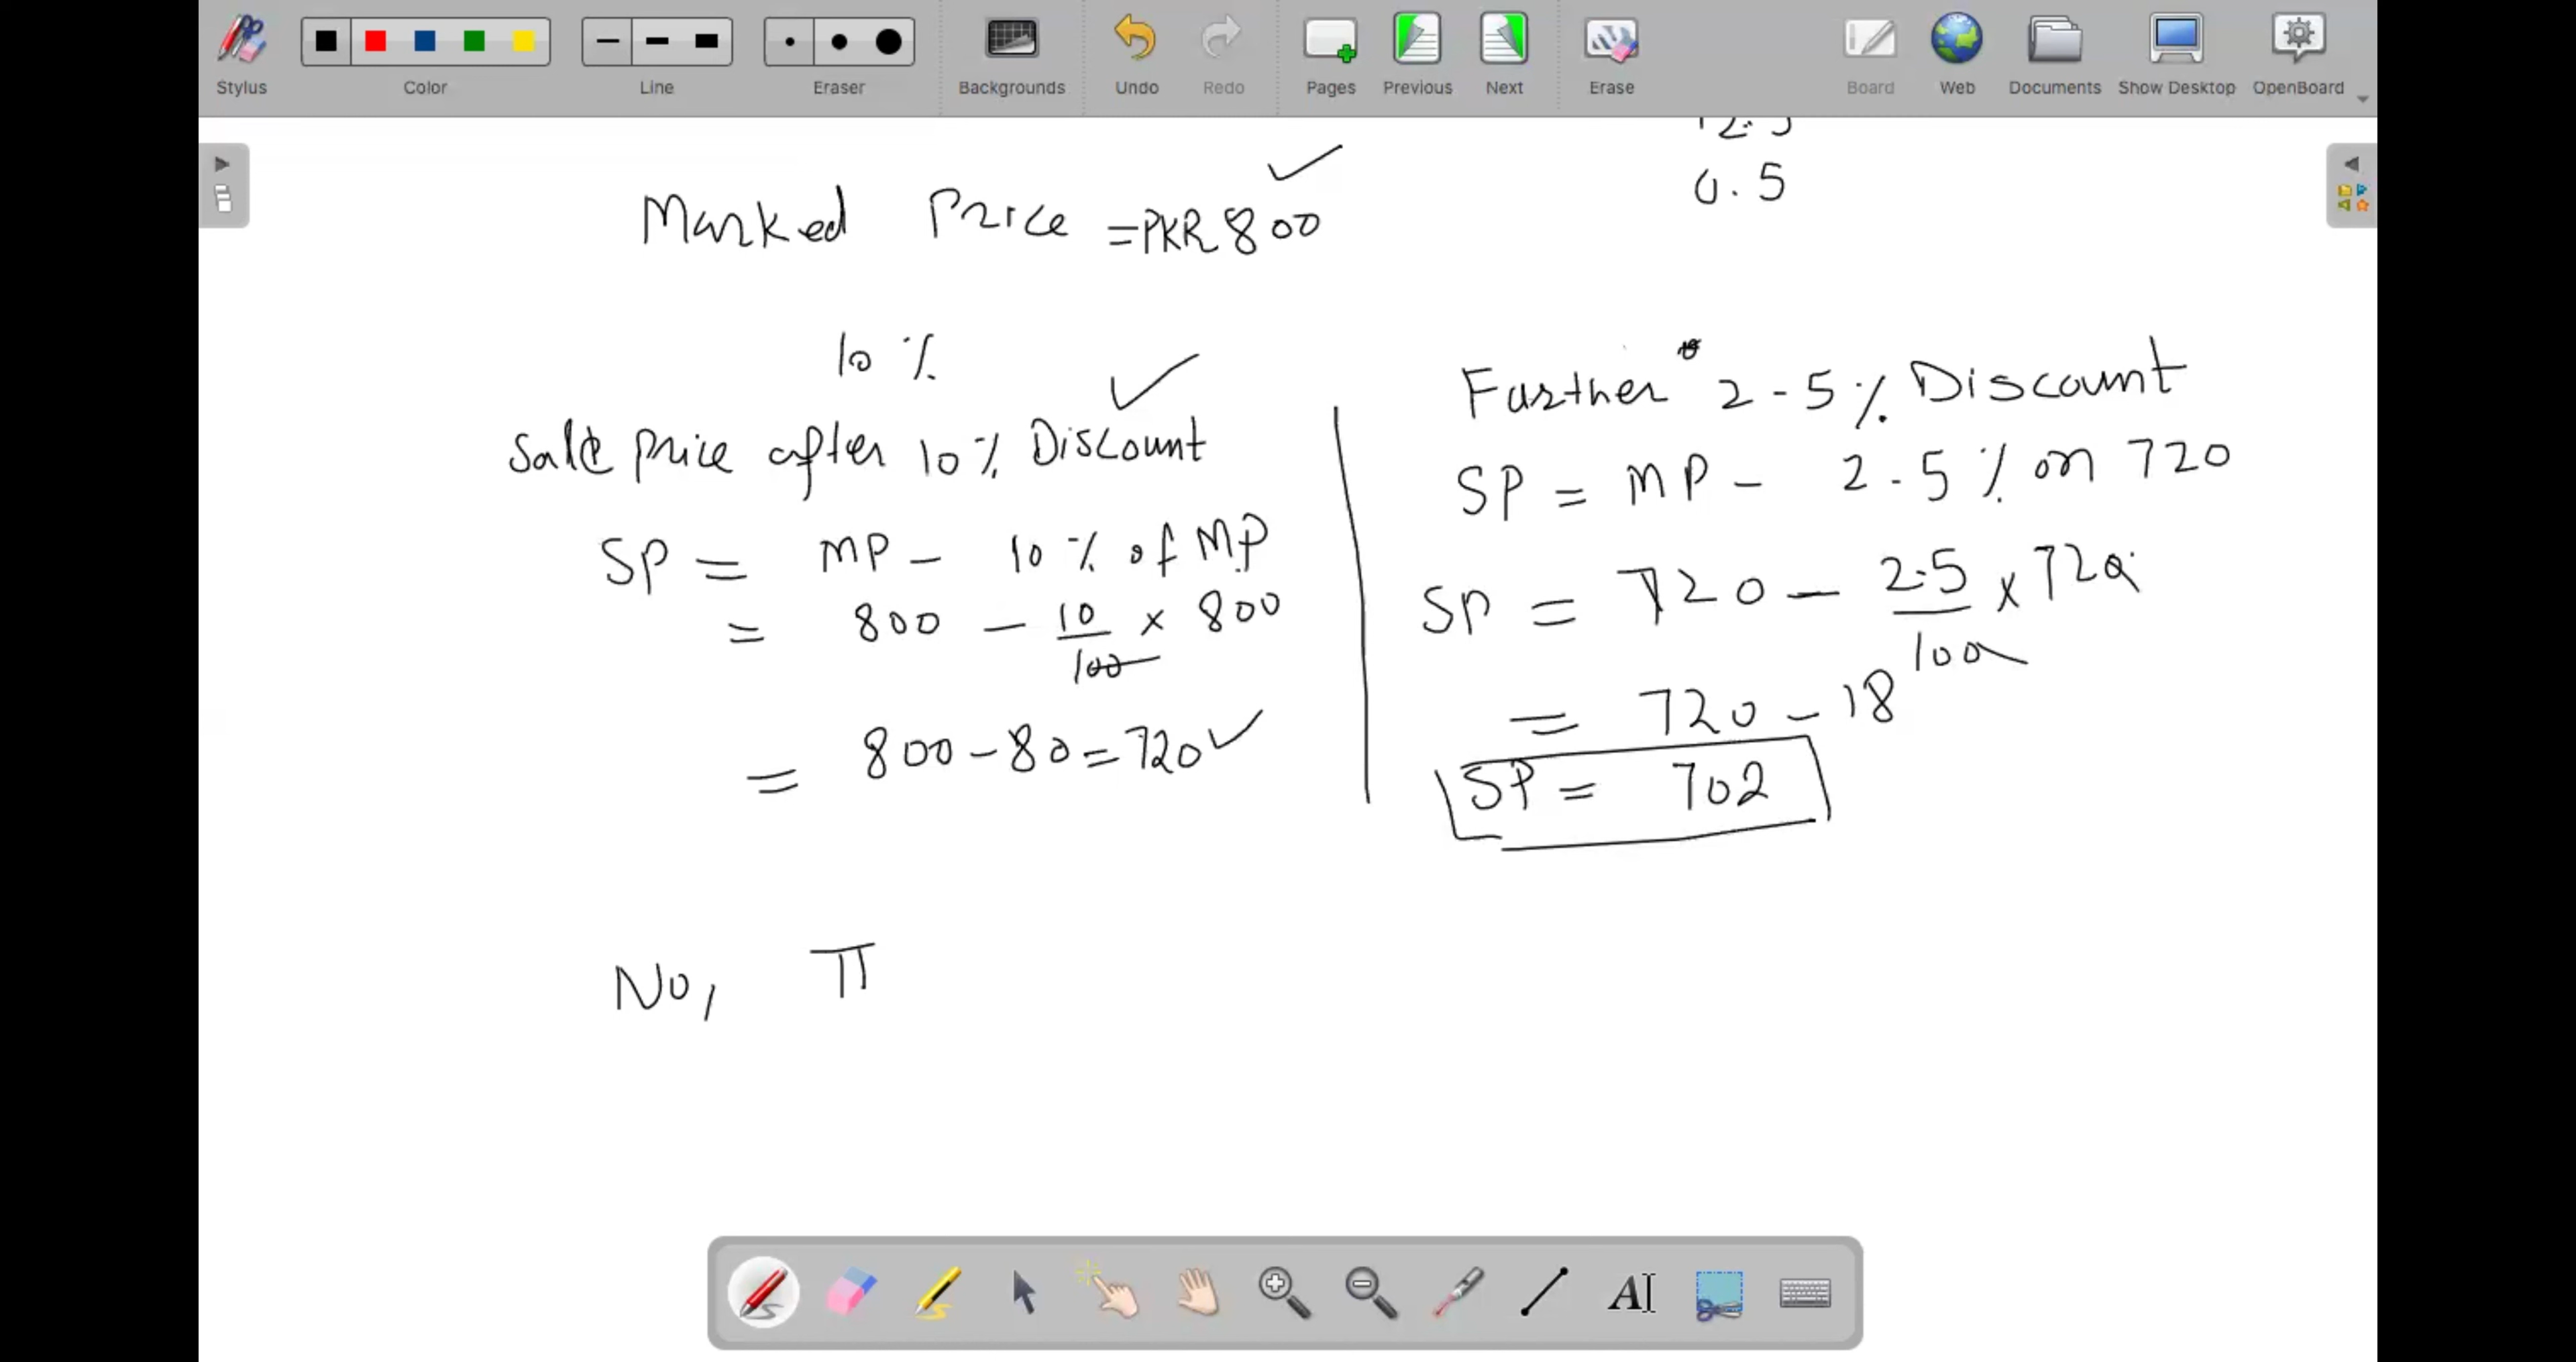 Stylus Color Line Eraser Backgrounds Undo Redo Pages Previous Next Erase Board Web Documents Show Desktop OpenBoard
0.5
Marked Price =PKR 800
10 %
Sale price after 10 % Discount
SP = MP - 10 % of MP
= 800 - 10/100 x 800
= 800-80=720
Further 2-5 % Discount
SP = MP - 2-5 % on 720
SP = 720 - 2.5/100 x 720
= 720 - 18
SP = 702
No, π